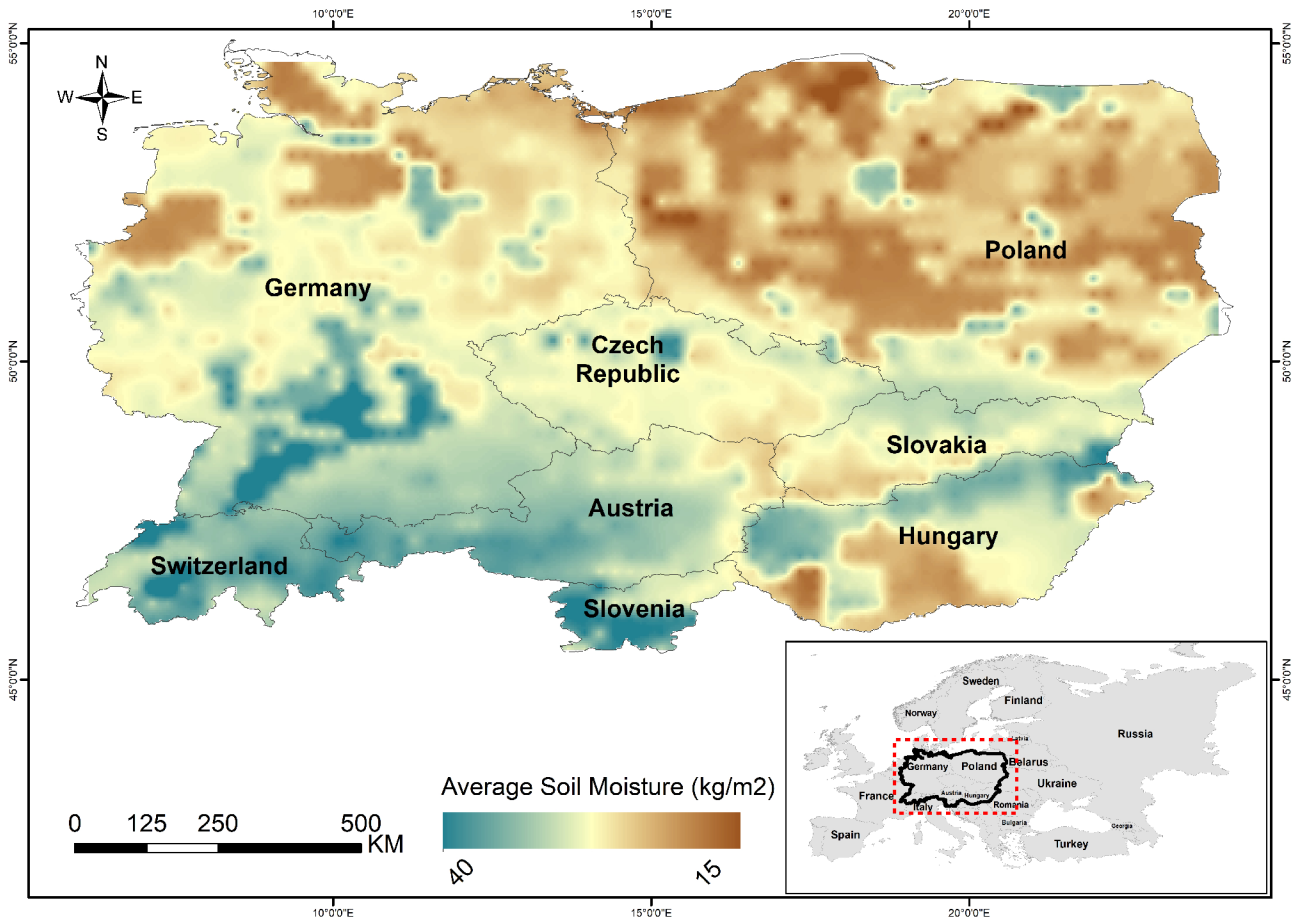 10°0'0"E 15°0'0"E 20°0'0"E
55°0'0"N 55°0'0"N
N
W E
S
Poland
Germany
Czech
Republic
50°0'0"N 50°0'0"N
Slovakia
Austria
Hungary
Switzerland
Slovenia
45°0'0"N 45°0'0"N
Sweden
Finland
Norway
Russia
Latvia
Germany Poland Belarus
Ukraine
France Austria Hungary
Italy Romania
Bulgaria
Georgia
Spain
Turkey
Average Soil Moisture (kg/m2)
40 15
0 125 250 500
KM
10°0'0"E 15°0'0"E 20°0'0"E